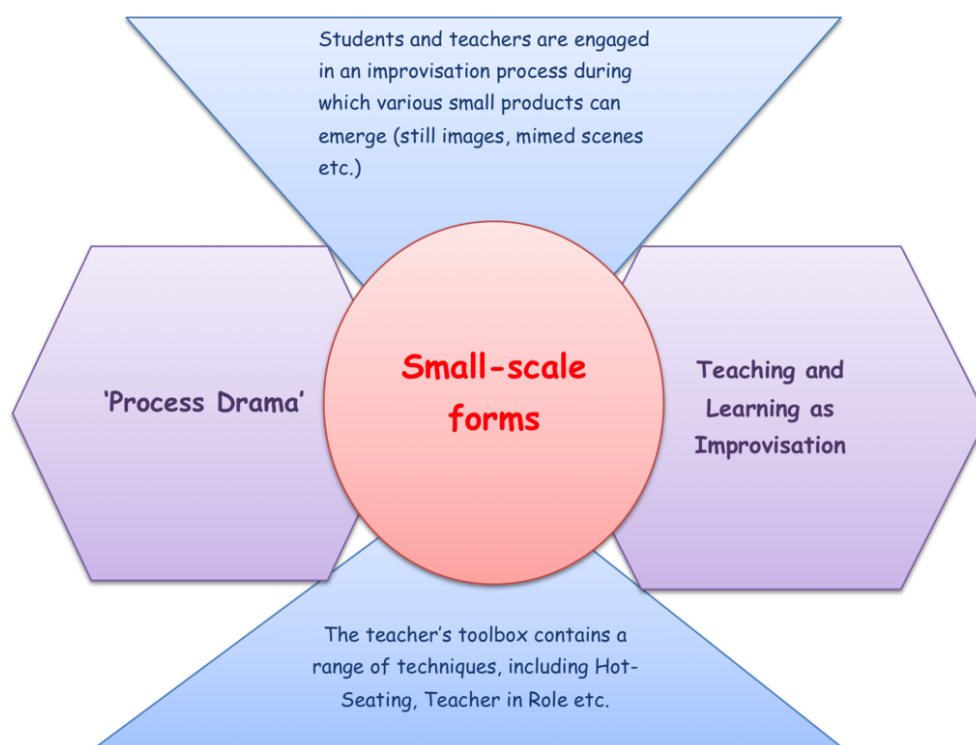 Students and teachers are engaged
in an improvisation process during
which various small products can
emerge (still images, mimed scenes
etc.)
‘Process Drama’
Small-scale
forms
Teaching and
Learning as
Improvisation
The teacher’s toolbox contains a
range of techniques, including Hot-
Seating, Teacher in Role etc.